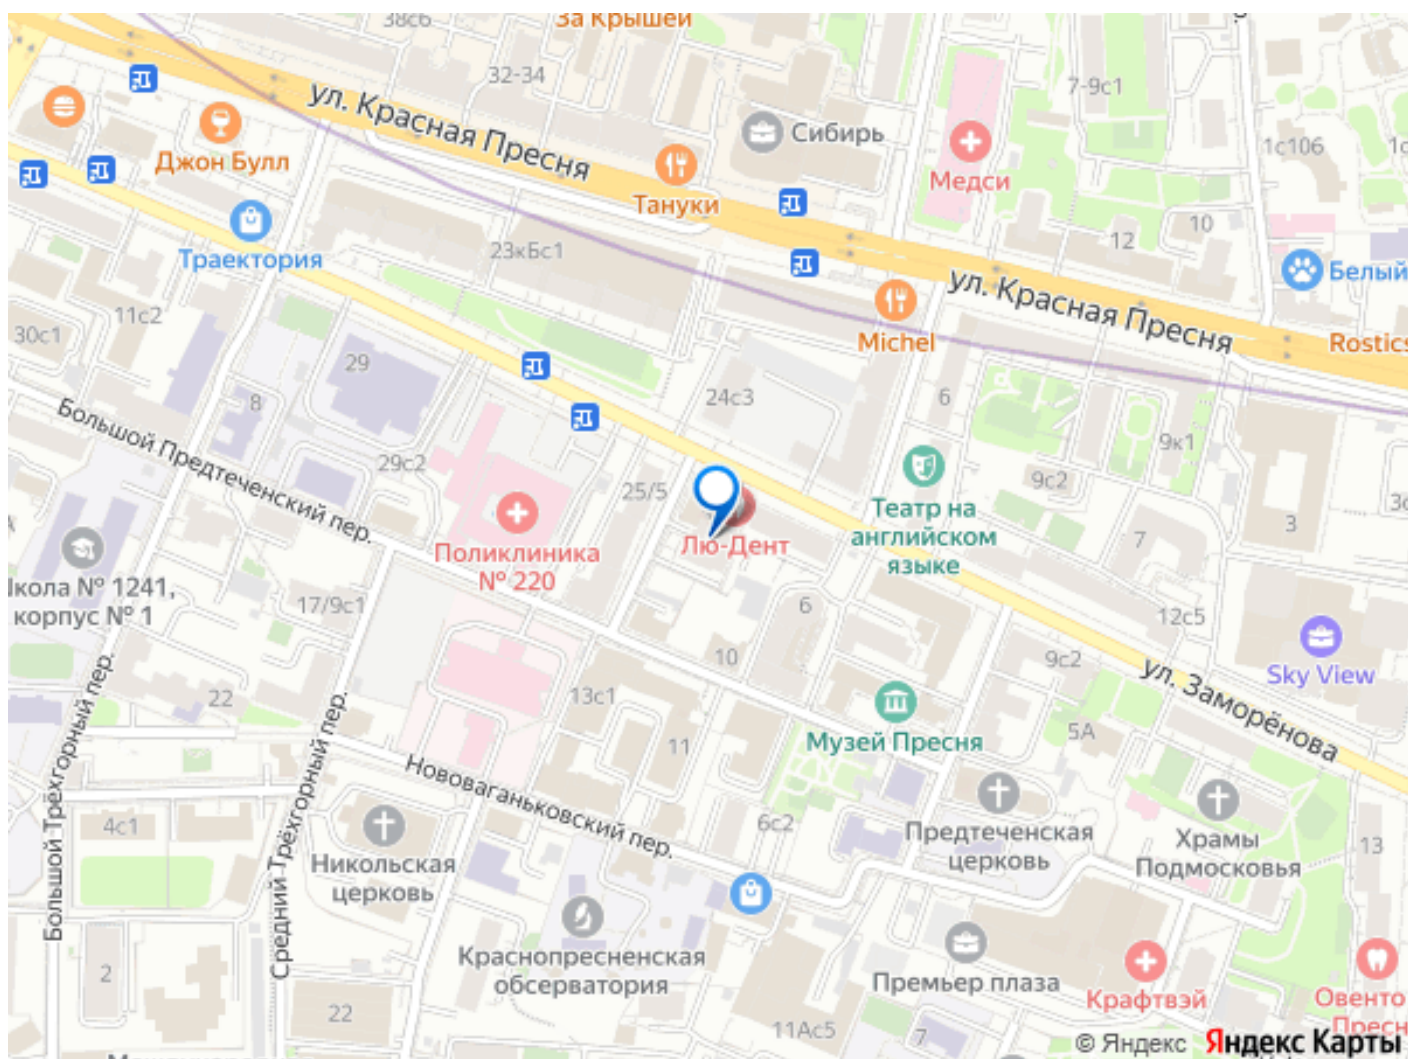 38с6
За Крышей
32-34
ул. Красная Пресня
Сибирь
7-9с1
1с106
Джон Булл
Тануки
Медси
10
12
Траектория
23кБс1
Белый
11с2
30с1
Michel
ул. Красная Пресня
Rostics
29
8
24с3
6
9к1
Большой Предтеченский пер.
29с2
25/5
9с2
3
Театр на
английском
языке
7
Лю-Дент
Поликлиника
№ 220
кола № 1241,
корпус № 1
17/9с1
6
12с5
10
9с2
Sky View
22
13с1
11
Музей Пресня
5А
ул. Заморёнова
Большой Трёхгорный пер.
Средний Трёхгорный пер.
Нововаганьковский пер.
4с1
6с2
Никольская
церковь
Предтеченская
церковь
Храмы
Подмосковья
13
Краснопресненская
обсерватория
Премьер плаза
Крафтвэй
Овенто
Пресн
2
22
11Ас5
7
© Яндекс Яндекс Карты